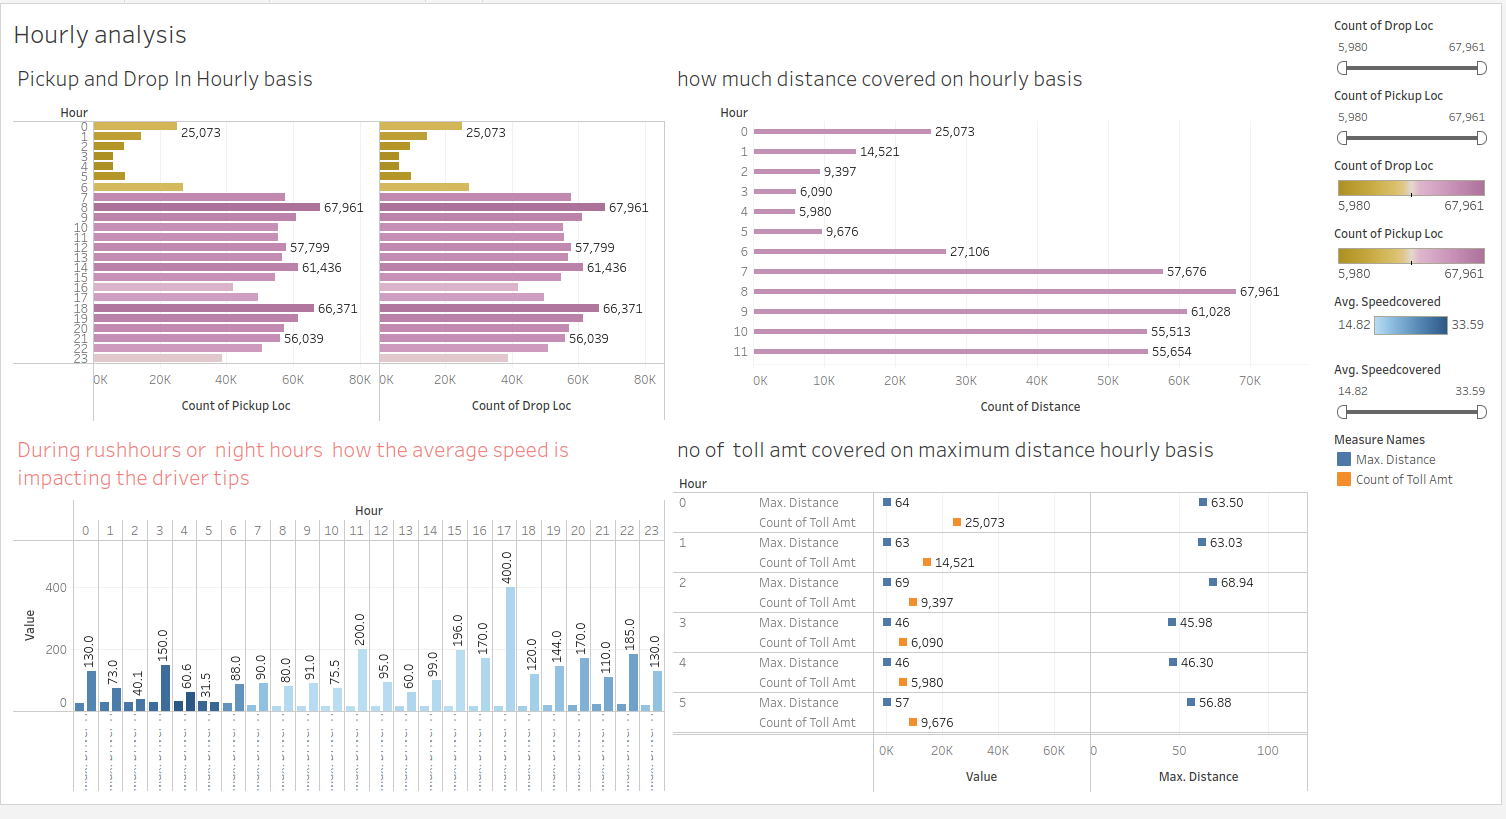 Hourly analysis
Pickup and Drop In Hourly basis
Hour
0
1
2
3
4
5
6
7
8
9
10
11
12
13
14
15
16
17
18
19
20
21
22
23
25,073
67,961
57,799
61,436
66,371
56,039
25,073
67,961
57,799
61,436
66,371
56,039
0K 20K 40K 60K 80K 0K 20K 40K 60K 80K
Count of Pickup Loc Count of Drop Loc
how much distance covered on hourly basis
Hour
0 25,073
1 14,521
2 9,397
3 6,090
4 5,980
5 9,676
6 27,106
7 57,676
8 67,961
9 61,028
10 55,513
11 55,654
0K 10K 20K 30K 40K 50K 60K 70K
Count of Distance
During rushhours or night hours how the average speed is
impacting the driver tips
Hour
0 1 2 3 4 5 6 7 8 9 10 11 12 13 14 15 16 17 18 19 20 21 22 23
Value
400
200
0
130.0 73.0 40.1 150.0 60.6 31.5 88.0 90.0 80.0 91.0 75.5 200.0 95.0 60.0 99.0 196.0 170.0 400.0 120.0 144.0 170.0 110.0 185.0 130.0
no of toll amt covered on maximum distance hourly basis
Hour
0 Max. Distance 64 63.50
Count of Toll Amt 25,073
1 Max. Distance 63 63.03
Count of Toll Amt 14,521
2 Max. Distance 69 68.94
Count of Toll Amt 9,397
3 Max. Distance 46 45.98
Count of Toll Amt 6,090
4 Max. Distance 46 46.30
Count of Toll Amt 5,980
5 Max. Distance 57 56.88
Count of Toll Amt 9,676
0K 20K 40K 60K 0 50 100
Value Max. Distance
Count of Drop Loc
5,980 67,961
Count of Pickup Loc
5,980 67,961
Count of Drop Loc
5,980 67,961
Count of Pickup Loc
5,980 67,961
Avg. Speedcovered
14.82 33.59
Avg. Speedcovered
14.82 33.59
Measure Names
Max. Distance
Count of Toll Amt